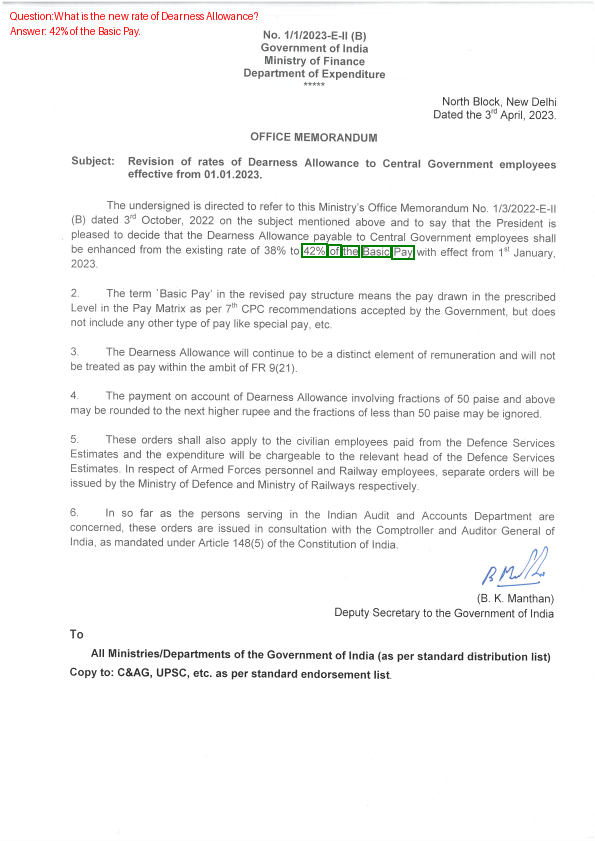 Question:What is the new rate of Dearness Allowance?
Answer: 42% of the Basic Pay.
No. 1/1/2023-E-II (B)
Government of India
Ministry of Finance
Department of Expenditure
*****
North Block, New Delhi
Dated the 3rd April, 2023.
OFFICE MEMORANDUM
Subject: Revision of rates of Dearness Allowance to Central Government employees
effective from 01.01.2023.
The undersigned is directed to refer to this Ministry's Office Memorandum No. 1/3/2022-E-II
(B) dated 3rd October, 2022 on the subject mentioned above and to say that the President is
pleased to decide that the Dearness Allowance payable to Central Government employees shall
be enhanced from the existing rate of 38% to 42% of the Basic Pay with effect from 1st January,
2023.
2. The term `Basic Pay' in the revised pay structure means the pay drawn in the prescribed
Level in the Pay Matrix as per 7th CPC recommendations accepted by the Government, but does
not include any other type of pay like special pay, etc.
3. The Dearness Allowance will continue to be a distinct element of remuneration and will not
be treated as pay within the ambit of FR 9(21).
4. The payment on account of Dearness Allowance involving fractions of 50 paise and above
may be rounded to the next higher rupee and the fractions of less than 50 paise may be ignored.
5. These orders shall also apply to the civilian employees paid from the Defence Services
Estimates and the expenditure will be chargeable to the relevant head of the Defence Services
Estimates. In respect of Armed Forces personnel and Railway employees, separate orders will be
issued by the Ministry of Defence and Ministry of Railways respectively.
6. In so far as the persons serving in the Indian Audit and Accounts Department are
concerned, these orders are issued in consultation with the Comptroller and Auditor General of
India, as mandated under Article 148(5) of the Constitution of India.
(B. K. Manthan)
Deputy Secretary to the Government of India
To
All Ministries/Departments of the Government of India (as per standard distribution list)
Copy to: C&AG, UPSC, etc. as per standard endorsement list.